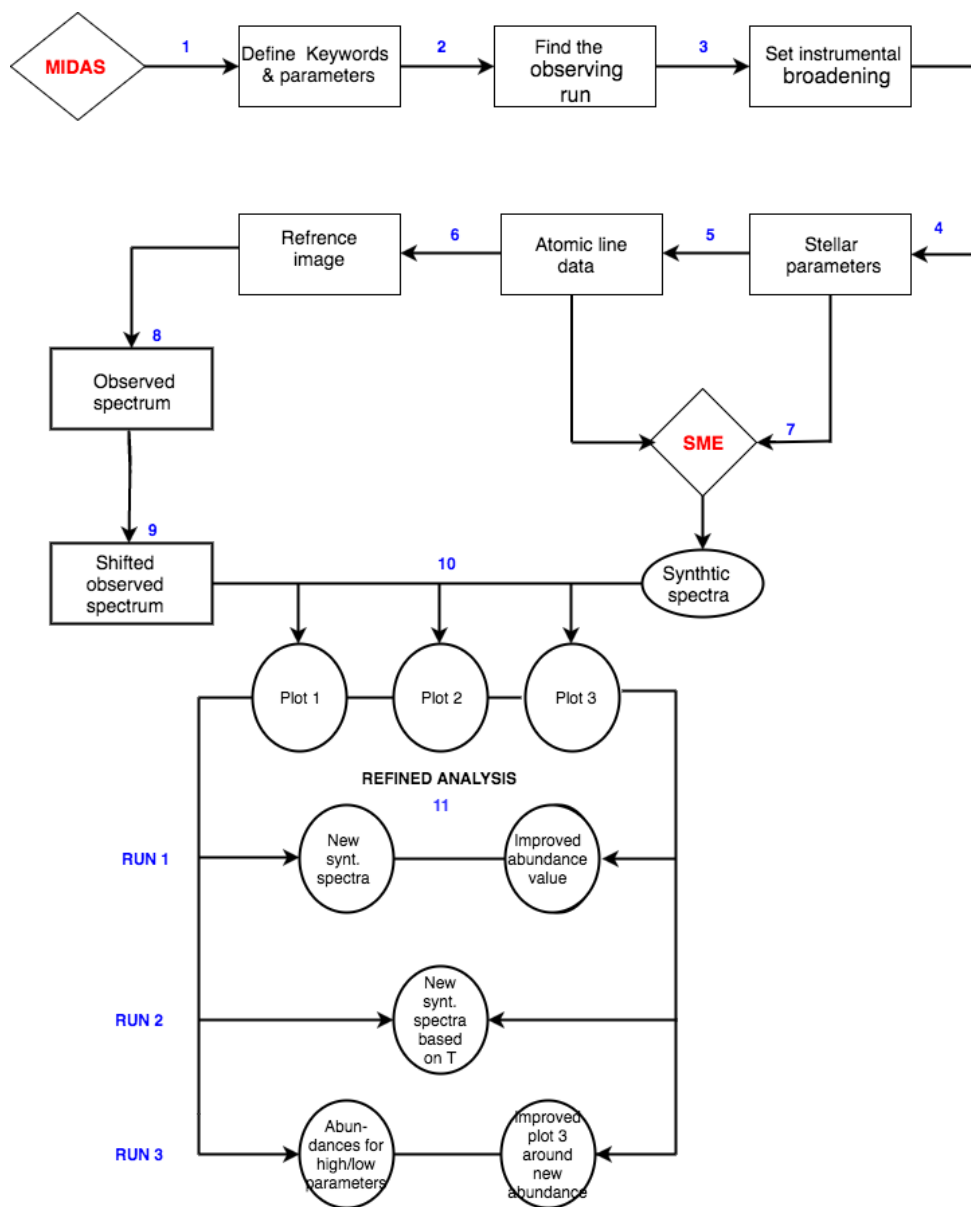 1
2
3
MIDAS
Define Keywords
& parameters
Find the
observing
run
Set instrumental
broadening
Refrence
image
6
Atomic line
data
5
Stellar
parameters
4
8
Observed
spectrum
SME
7
9
Shifted
observed
spectrum
10
Synthtic
spectra
Plot 1
Plot 2
Plot 3
REFINED ANALYSIS
11
RUN 1
New
synt.
spectra
Improved
abundance
value
RUN 2
New
synt.
spectra
based
on T
RUN 3
Abun-
dances for
high/low
parameters
Improved
plot 3
around
new
abundance